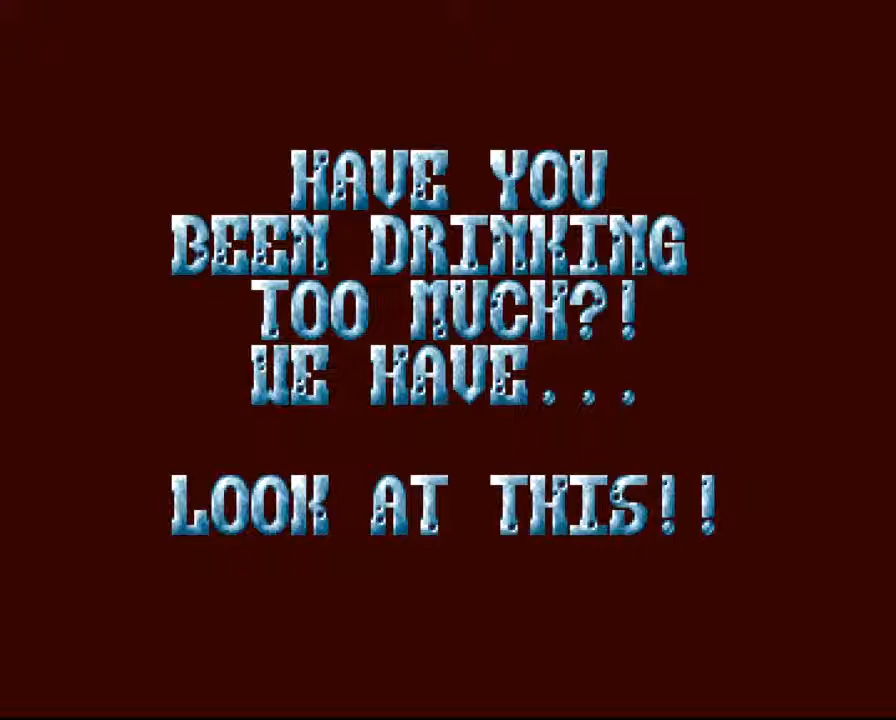 HAVE YOU
BEEN DRINKING
TOO MUCH?!
WE HAVE...
LOOK AT THIS!!